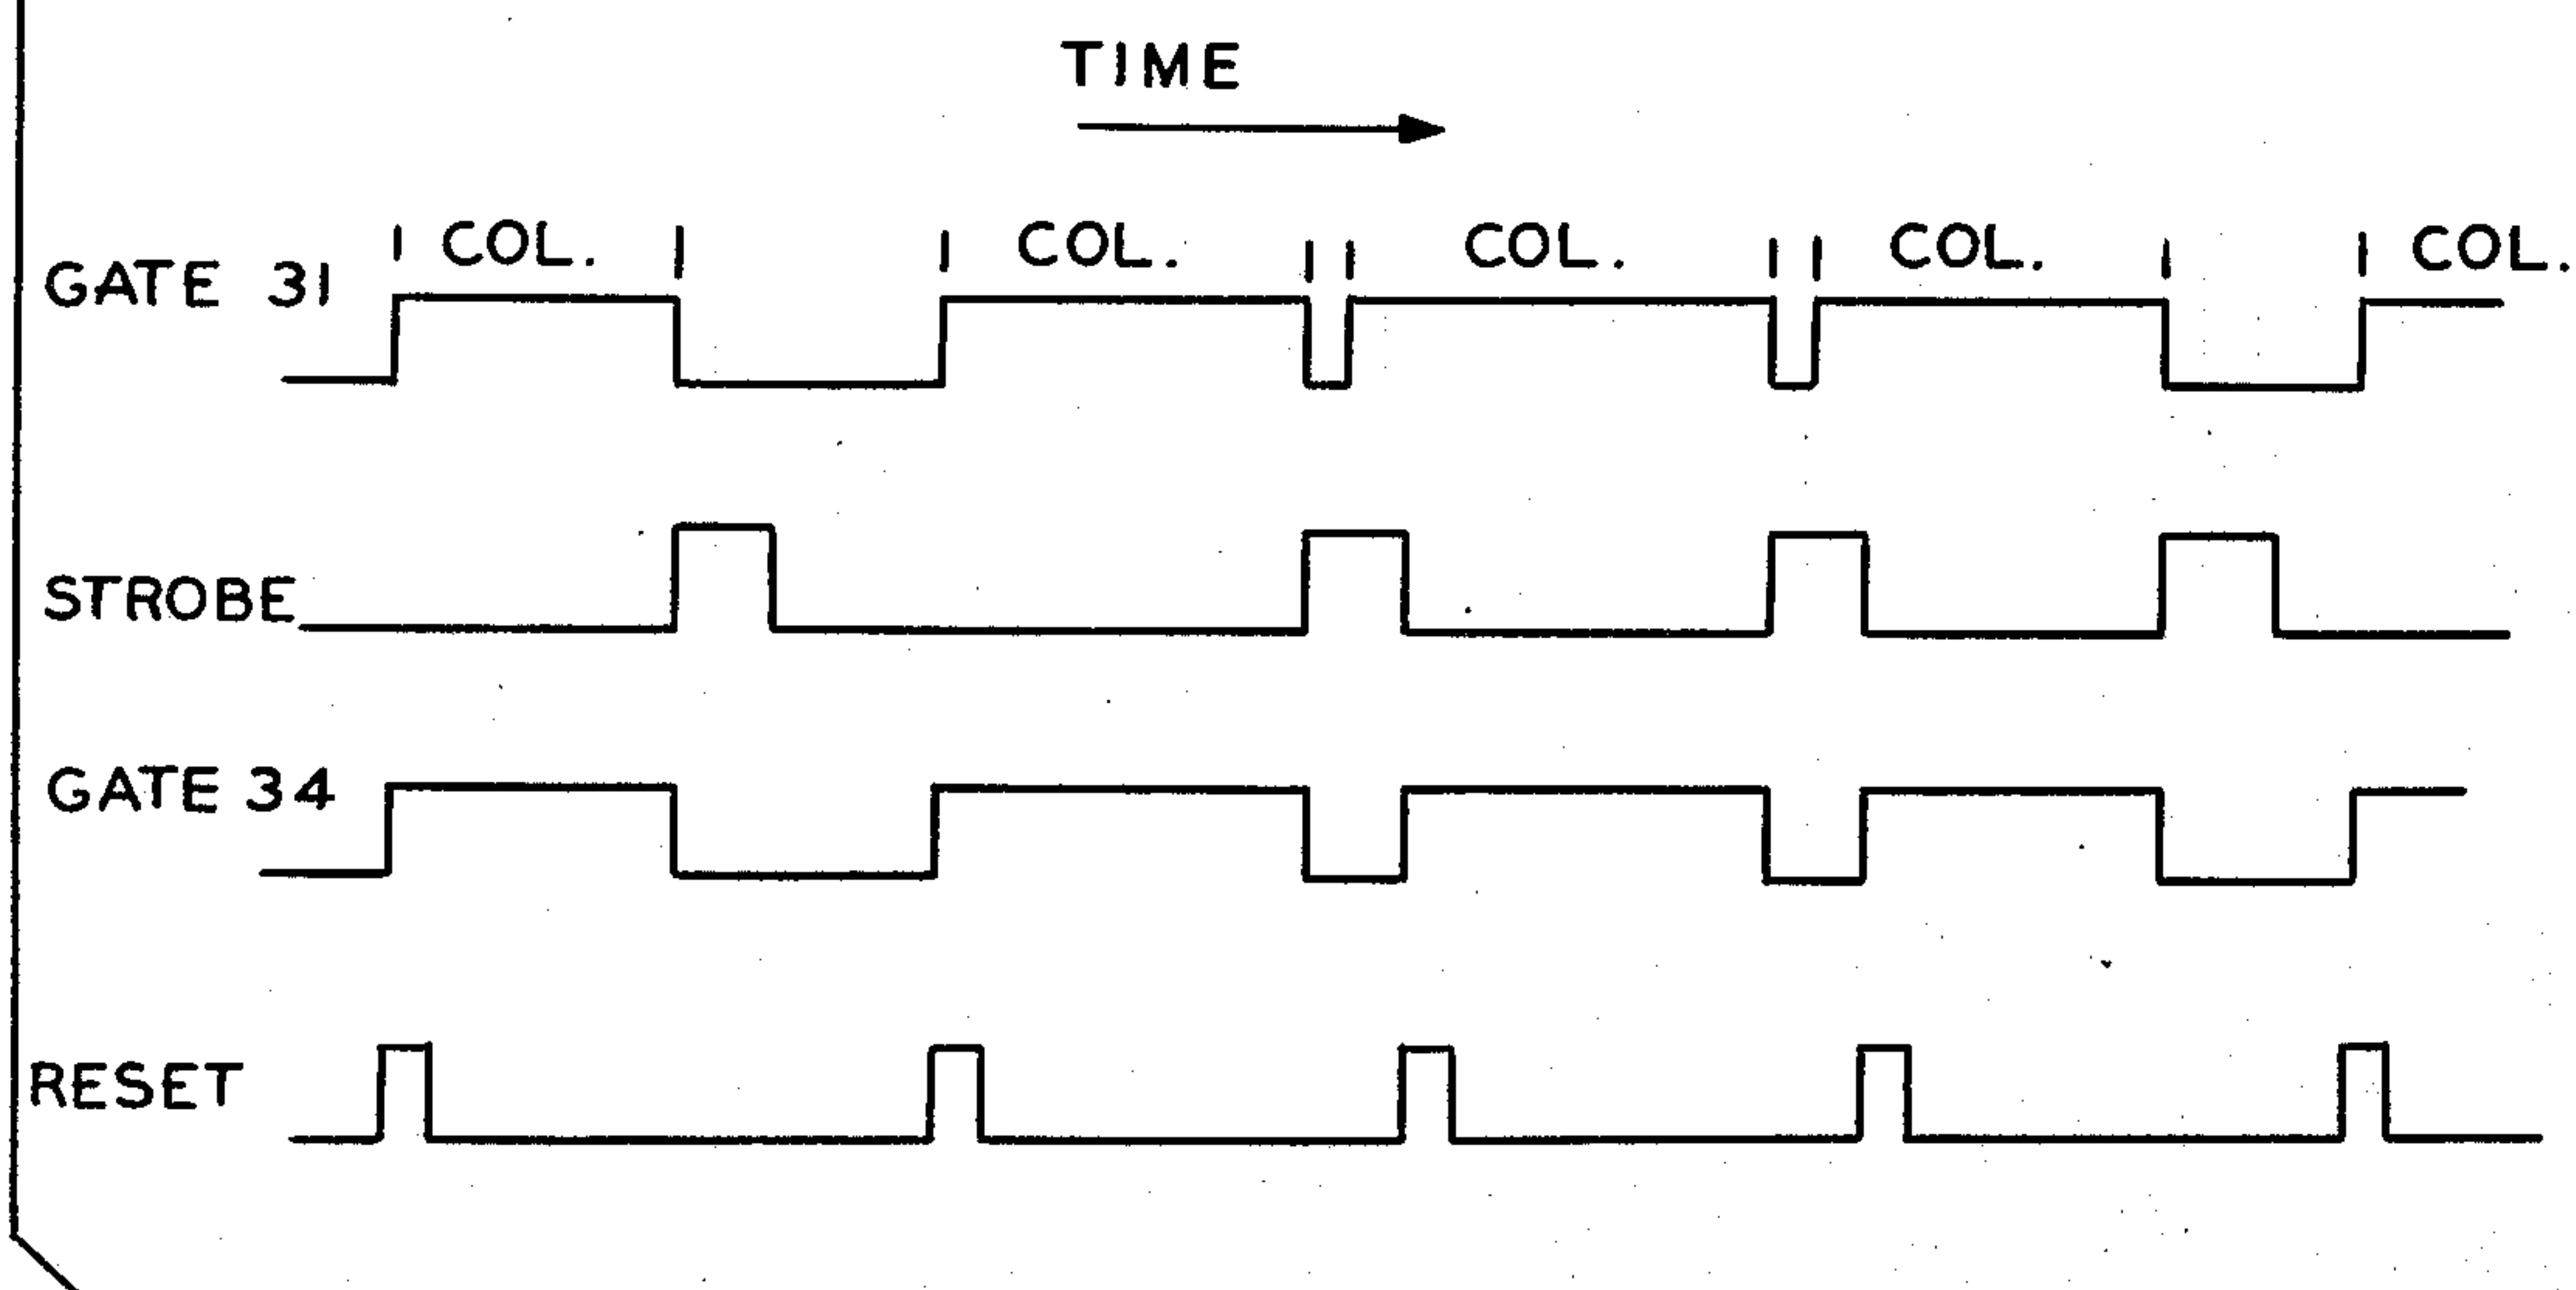 TIME
COL. COL. COL. COL. COL.
GATE 31
STROBE
GATE 34
RESET